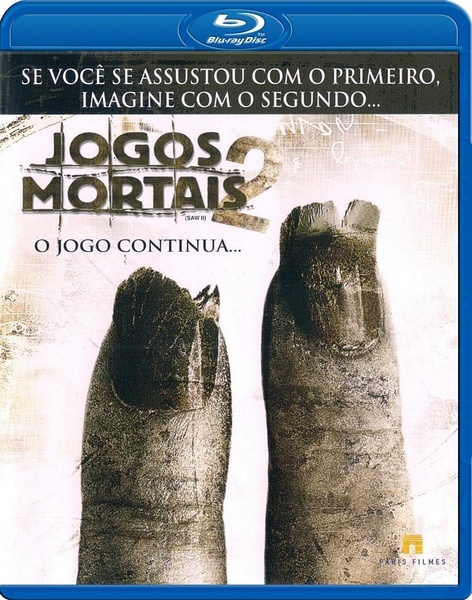 Blu-ray Disc
SE VOCÊ SE ASSUSTOU COM O PRIMEIRO,
IMAGINE COM O SEGUNDO...
JOGOS
MORTAIS 2
(SAW II)
O JOGO CONTINUA...
PARIS FILMES